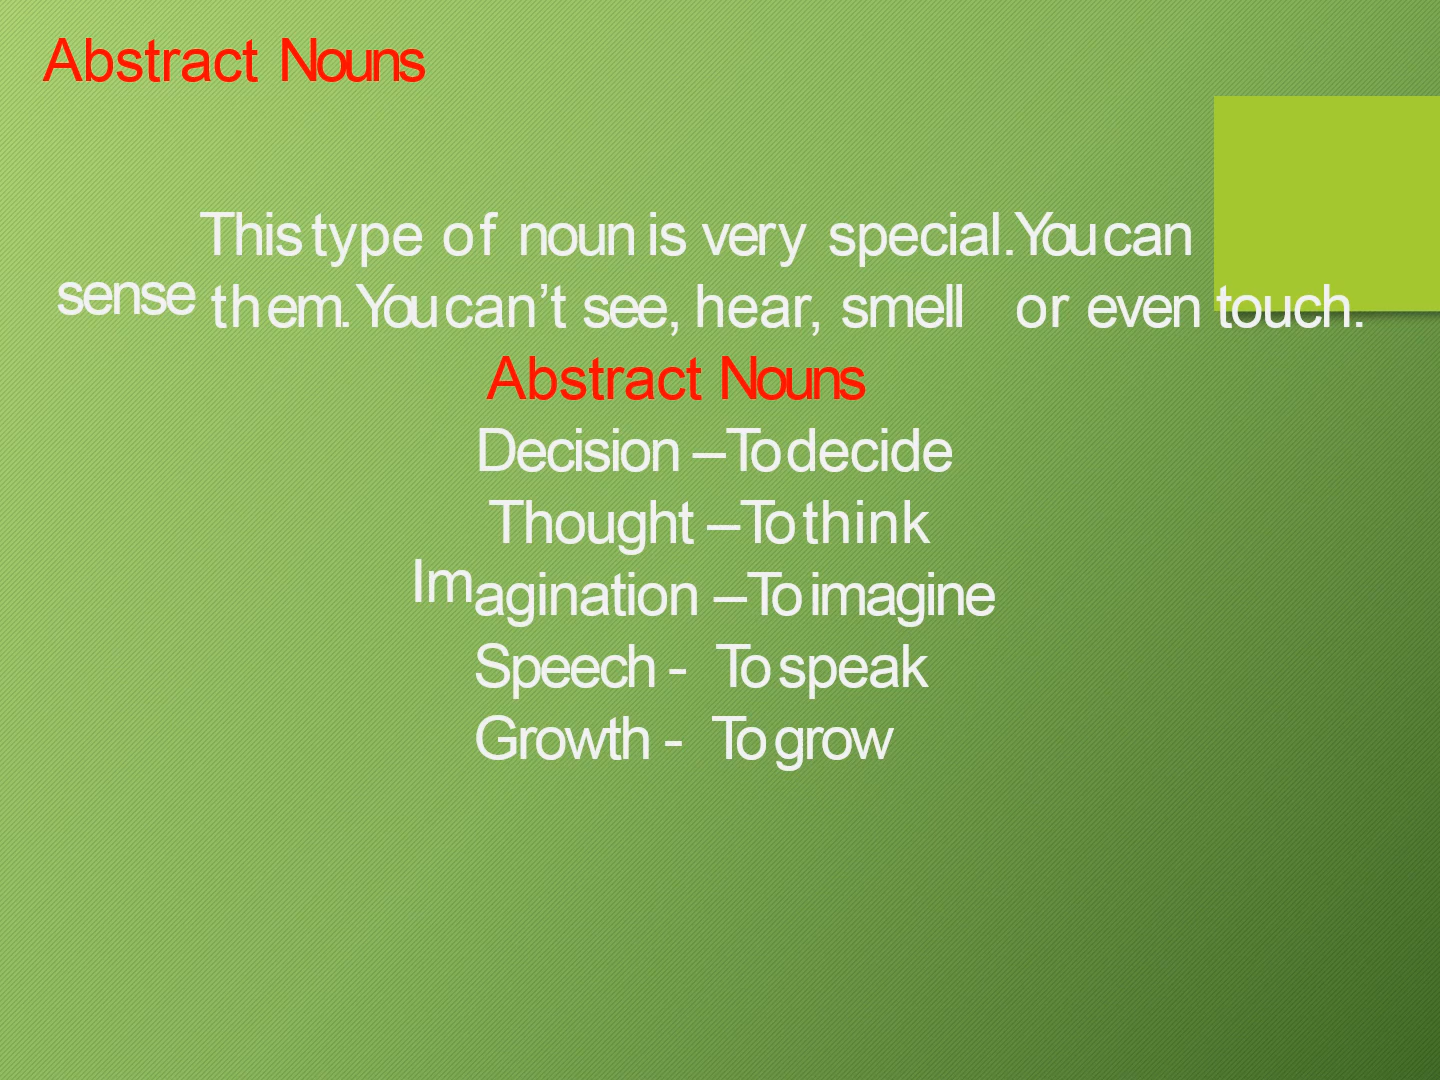 Abstract Nouns
This type of noun is very special. You can
sense them. You can’t see, hear, smell or even touch.
Abstract Nouns
Decision – To decide
Thought – To think
Imagination – To imagine
Speech - To speak
Growth - To grow